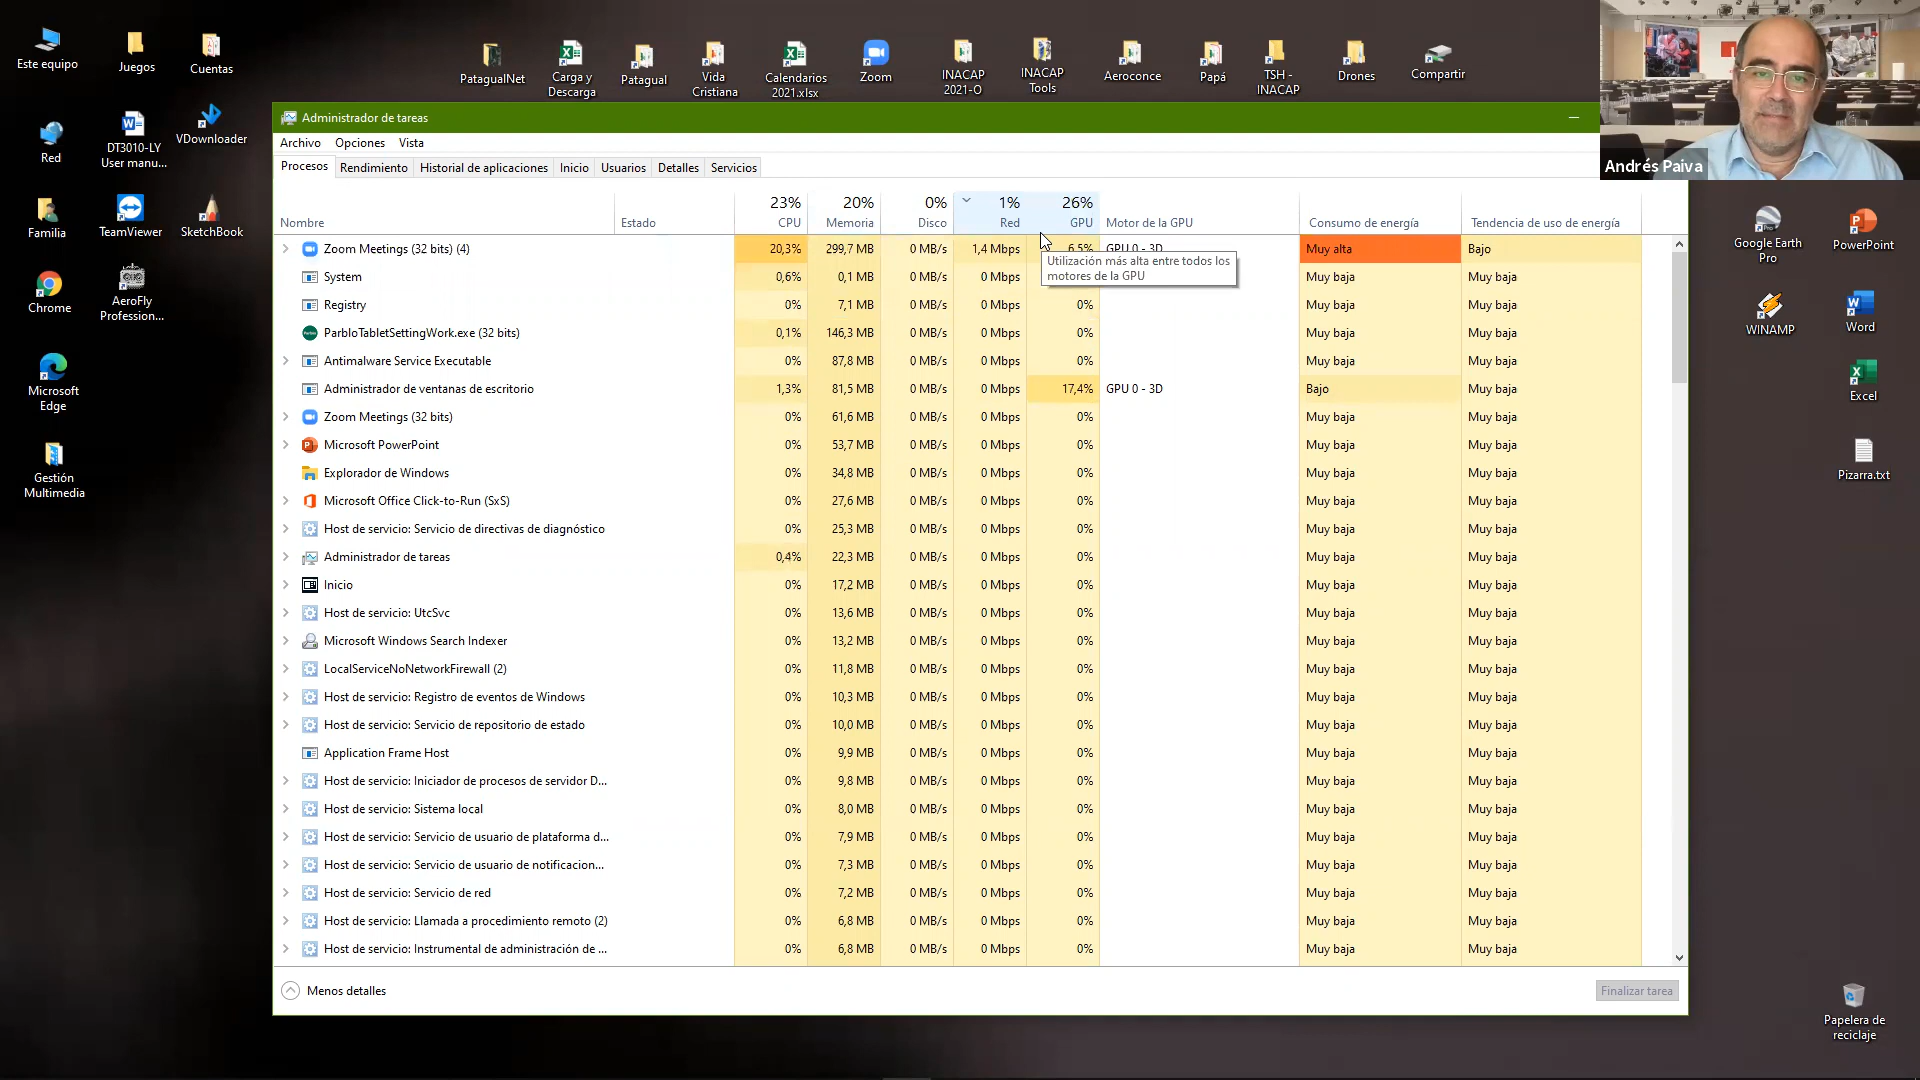 Este equipo
Juegos
Cuentas
PatagualNet
Carga y
Descarga
Patagual
Vida
Cristiana
Calendarios
2021.xlsx
Zoom
INACAP
2021-O
INACAP
Tools
Aeroconce
Papá
TSH -
INACAP
Drones
Compartir
Andrés Paiva
Red
DT3010-LY
User manu...
VDownloader
Familia
TeamViewer
SketchBook
Chrome
AeroFly
Profession...
Microsoft
Edge
Gestión
Multimedia
Google Earth
Pro
PowerPoint
WINAMP
Word
Excel
Pizarra.txt
Papelera de
reciclaje
Administrador de tareas
Archivo Opciones Vista
Procesos Rendimiento Historial de aplicaciones Inicio Usuarios Detalles Servicios
23% 20% 0% 1% 26%
Nombre Estado CPU Memoria Disco Red GPU Motor de la GPU Consumo de energía Tendencia de uso de energía
Zoom Meetings (32 bits) (4) 20,3% 299,7 MB 0 MB/s 1,4 Mbps 6,5% GPU 0 - 3D Muy alta Bajo
Utilización más alta entre todos los
motores de la GPU
System 0,6% 0,1 MB 0 MB/s 0 Mbps Muy baja Muy baja
Registry 0% 7,1 MB 0 MB/s 0 Mbps 0% Muy baja Muy baja
ParbloTabletSettingWork.exe (32 bits) 0,1% 146,3 MB 0 MB/s 0 Mbps 0% Muy baja Muy baja
Antimalware Service Executable 0% 87,8 MB 0 MB/s 0 Mbps 0% Muy baja Muy baja
Administrador de ventanas de escritorio 1,3% 81,5 MB 0 MB/s 0 Mbps 17,4% GPU 0 - 3D Bajo Muy baja
Zoom Meetings (32 bits) 0% 61,6 MB 0 MB/s 0 Mbps 0% Muy baja Muy baja
Microsoft PowerPoint 0% 53,7 MB 0 MB/s 0 Mbps 0% Muy baja Muy baja
Explorador de Windows 0% 34,8 MB 0 MB/s 0 Mbps 0% Muy baja Muy baja
Microsoft Office Click-to-Run (SxS) 0% 27,6 MB 0 MB/s 0 Mbps 0% Muy baja Muy baja
Host de servicio: Servicio de directivas de diagnóstico 0% 25,3 MB 0 MB/s 0 Mbps 0% Muy baja Muy baja
Administrador de tareas 0,4% 22,3 MB 0 MB/s 0 Mbps 0% Muy baja Muy baja
Inicio 0% 17,2 MB 0 MB/s 0 Mbps 0% Muy baja Muy baja
Host de servicio: UtcSvc 0% 13,6 MB 0 MB/s 0 Mbps 0% Muy baja Muy baja
Microsoft Windows Search Indexer 0% 13,2 MB 0 MB/s 0 Mbps 0% Muy baja Muy baja
LocalServiceNoNetworkFirewall (2) 0% 11,8 MB 0 MB/s 0 Mbps 0% Muy baja Muy baja
Host de servicio: Registro de eventos de Windows 0% 10,3 MB 0 MB/s 0 Mbps 0% Muy baja Muy baja
Host de servicio: Servicio de repositorio de estado 0% 10,0 MB 0 MB/s 0 Mbps 0% Muy baja Muy baja
Application Frame Host 0% 9,9 MB 0 MB/s 0 Mbps 0% Muy baja Muy baja
Host de servicio: Iniciador de procesos de servidor D... 0% 9,8 MB 0 MB/s 0 Mbps 0% Muy baja Muy baja
Host de servicio: Sistema local 0% 8,0 MB 0 MB/s 0 Mbps 0% Muy baja Muy baja
Host de servicio: Servicio de usuario de plataforma d... 0% 7,9 MB 0 MB/s 0 Mbps 0% Muy baja Muy baja
Host de servicio: Servicio de usuario de notificacion... 0% 7,3 MB 0 MB/s 0 Mbps 0% Muy baja Muy baja
Host de servicio: Servicio de red 0% 7,2 MB 0 MB/s 0 Mbps 0% Muy baja Muy baja
Host de servicio: Llamada a procedimiento remoto (2) 0% 6,8 MB 0 MB/s 0 Mbps 0% Muy baja Muy baja
Host de servicio: Instrumental de administración de ... 0% 6,8 MB 0 MB/s 0 Mbps 0% Muy baja Muy baja
Menos detalles
Finalizar tarea